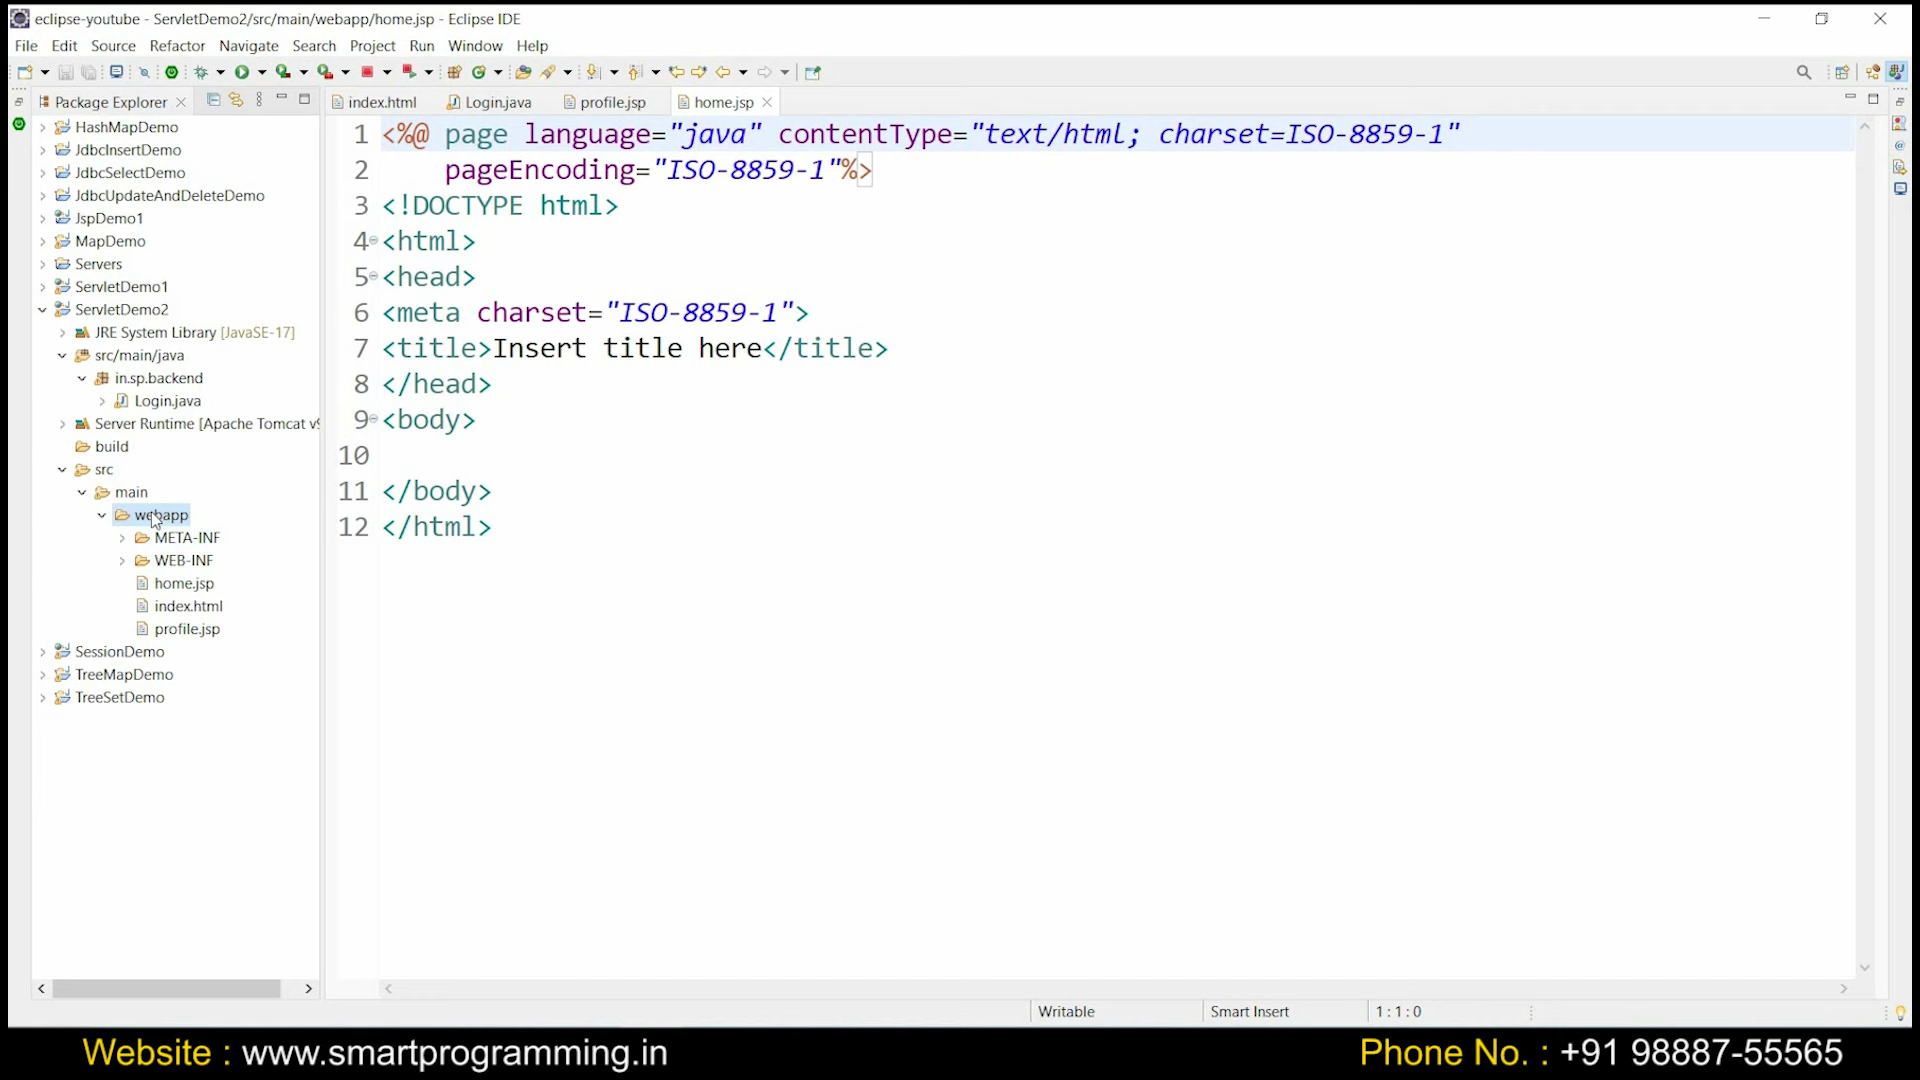 eclipse-youtube - ServletDemo2/src/main/webapp/home.jsp - Eclipse IDE
File Edit Source Refactor Navigate Search Project Run Window Help
Package Explorer
index.html Login.java profile.jsp home.jsp
HashMapDemo
JdbcInsertDemo
JdbcSelectDemo
JdbcUpdateAndDeleteDemo
JspDemo1
MapDemo
Servers
ServletDemo1
ServletDemo2
JRE System Library [JavaSE-17]
src/main/java
in.sp.backend
Login.java
Server Runtime [Apache Tomcat v9
build
src
main
webapp
META-INF
WEB-INF
home.jsp
index.html
profile.jsp
SessionDemo
TreeMapDemo
TreeSetDemo
1 <%@ page language="java" contentType="text/html; charset=ISO-8859-1"
2 pageEncoding="ISO-8859-1"%>
3 <!DOCTYPE html>
4 <html>
5 <head>
6 <meta charset="ISO-8859-1">
7 <title>Insert title here</title>
8 </head>
9 <body>
10
11 </body>
12 </html>
Writable Smart Insert 1 : 1 : 0
Website : www.smartprogramming.in Phone No. : +91 98887-55565